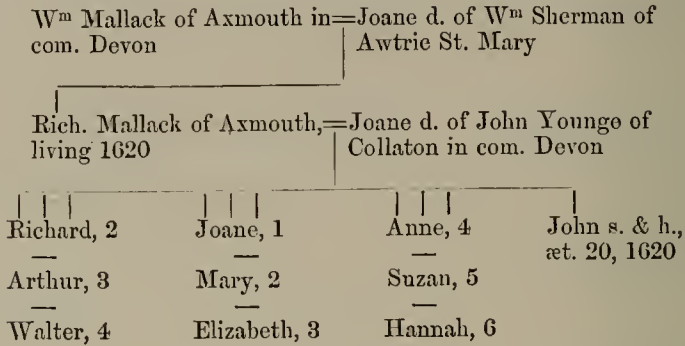 Wᵐ Mallack of Axmouth in=Joane d. of Wᵐ Sherman of
com. Devon Awtrie St. Mary
Rich. Mallack of Axmouth,=Joane d. of John Younge of
living 1620 Collaton in com. Devon
Richard, 2 Joane, 1 Anne, 4 John s. & h.,
æt. 20, 1620
Arthur, 3 Mary, 2 Suzan, 5
Walter, 4 Elizabeth, 3 Hannah, 6